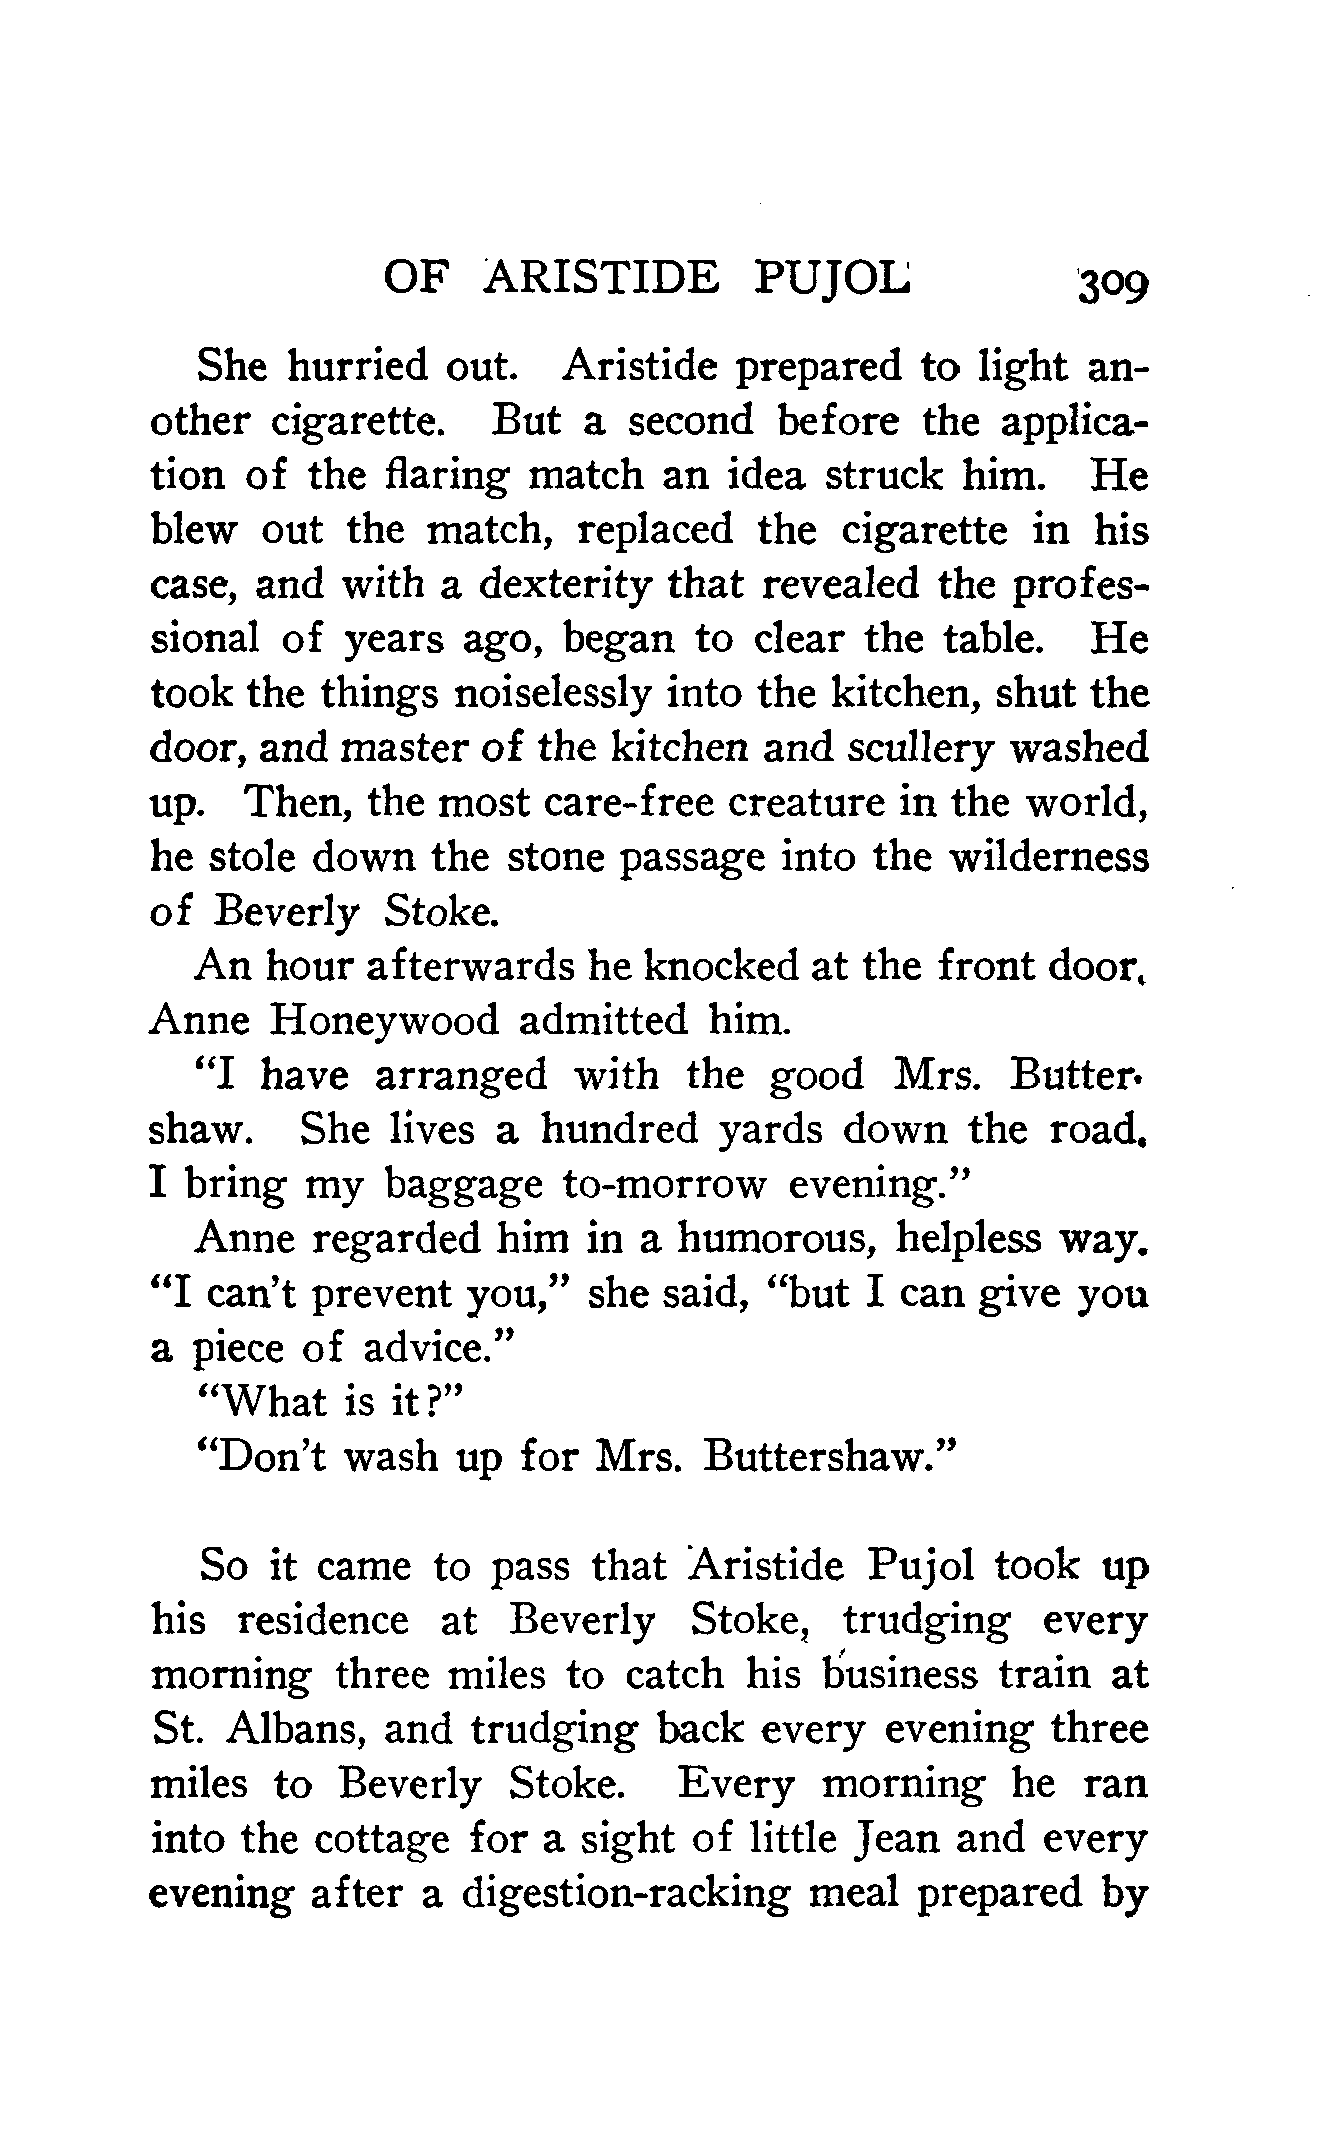 OF ARISTIDE PUJOL 309
She hurried out. Aristide prepared to light an-
other cigarette. But a second before the applica-
tion of the flaring match an idea struck him. He
blew out the match, replaced the cigarette in his
case, and with a dexterity that revealed the profes-
sional of years ago, began to clear the table. He
took the things noiselessly into the kitchen, shut the
door, and master of the kitchen and scullery washed
up. Then, the most care-free creature in the world,
he stole down the stone passage into the wilderness
of Beverly Stoke.
An hour afterwards he knocked at the front door.
Anne Honeywood admitted him.
"I have arranged with the good Mrs. Butter-
shaw. She lives a hundred yards down the road.
I bring my baggage to-morrow evening."
Anne regarded him in a humorous, helpless way.
"I can't prevent you," she said, "but I can give you
a piece of advice."
"What is it?"
"Don't wash up for Mrs. Buttershaw."
So it came to pass that Aristide Pujol took up
his residence at Beverly Stoke, trudging every
morning three miles to catch his business train at
St. Albans, and trudging back every evening three
miles to Beverly Stoke. Every morning he ran
into the cottage for a sight of little Jean and every
evening after a digestion-racking meal prepared by